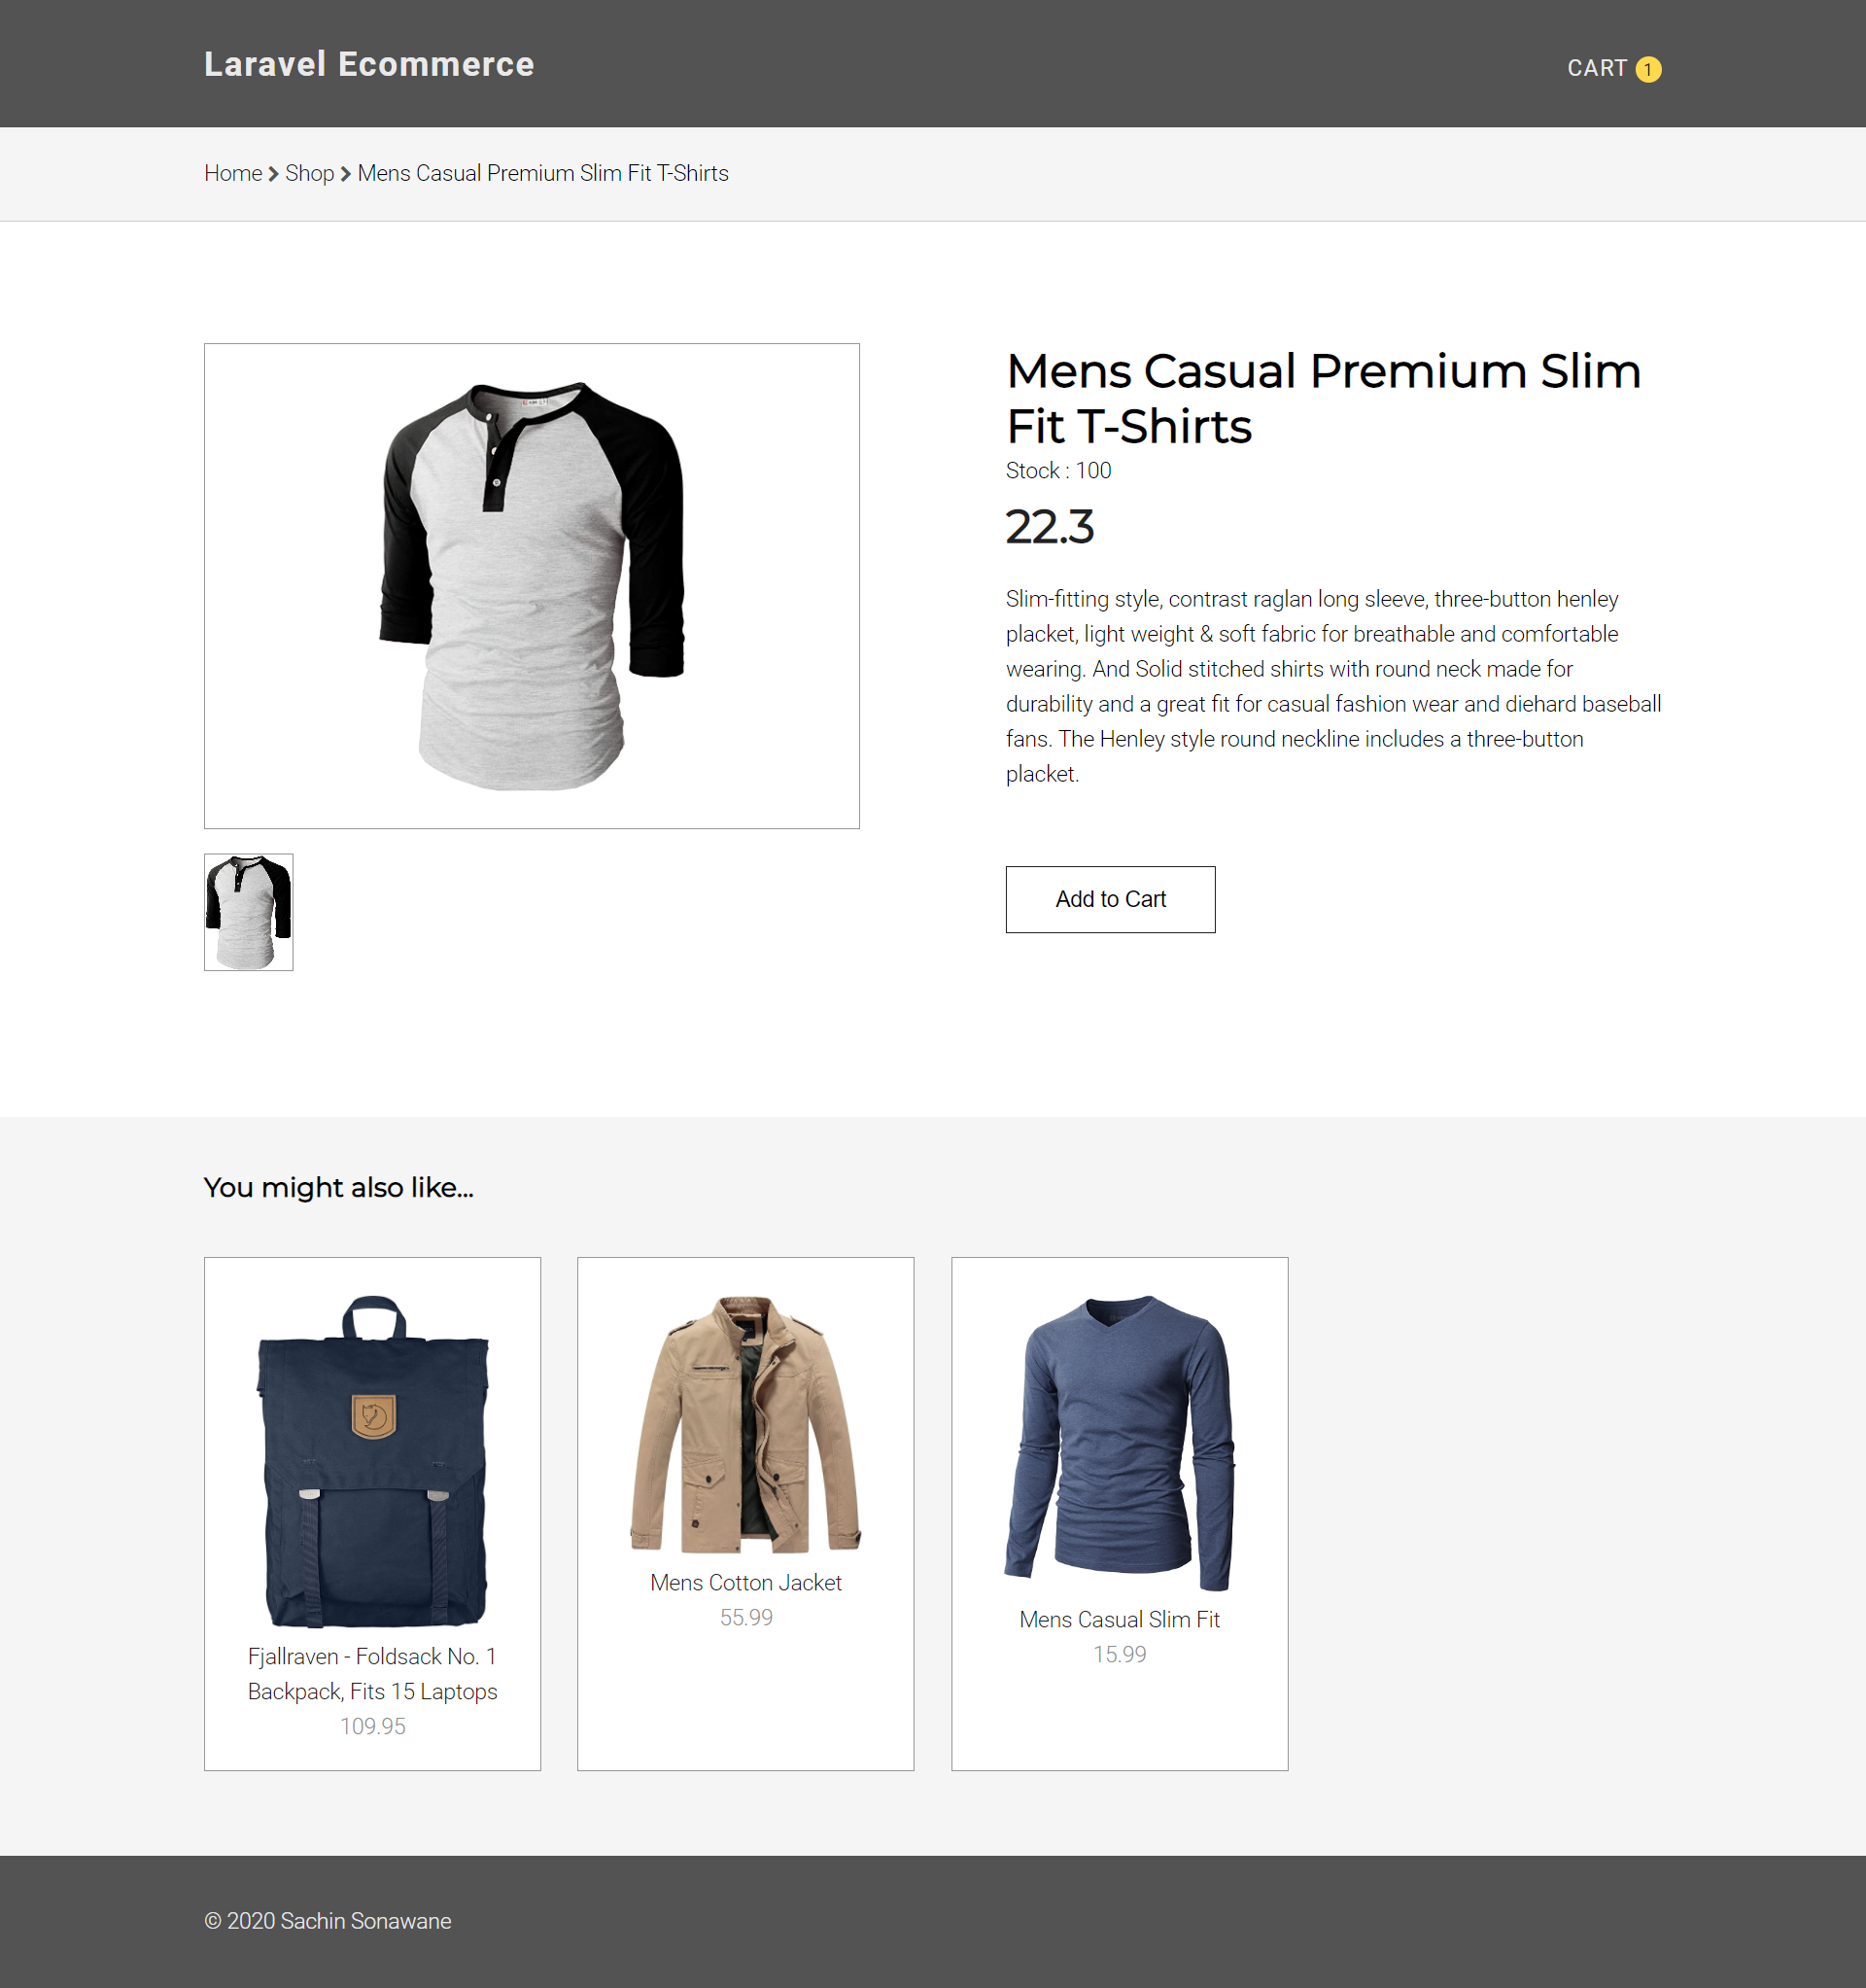 Laravel Ecommerce
CART 1
Home Shop Mens Casual Premium Slim Fit T-Shirts
Mens Casual Premium Slim
Fit T-Shirts
Stock : 100
22.3
Slim-fitting style, contrast raglan long sleeve, three-button henley
placket, light weight & soft fabric for breathable and comfortable
wearing. And Solid stitched shirts with round neck made for
durability and a great fit for casual fashion wear and diehard baseball
fans. The Henley style round neckline includes a three-button
placket.
Add to Cart
You might also like...
Fjallraven - Foldsack No. 1
Backpack, Fits 15 Laptops
109.95
Mens Cotton Jacket
55.99
Mens Casual Slim Fit
15.99
© 2020 Sachin Sonawane